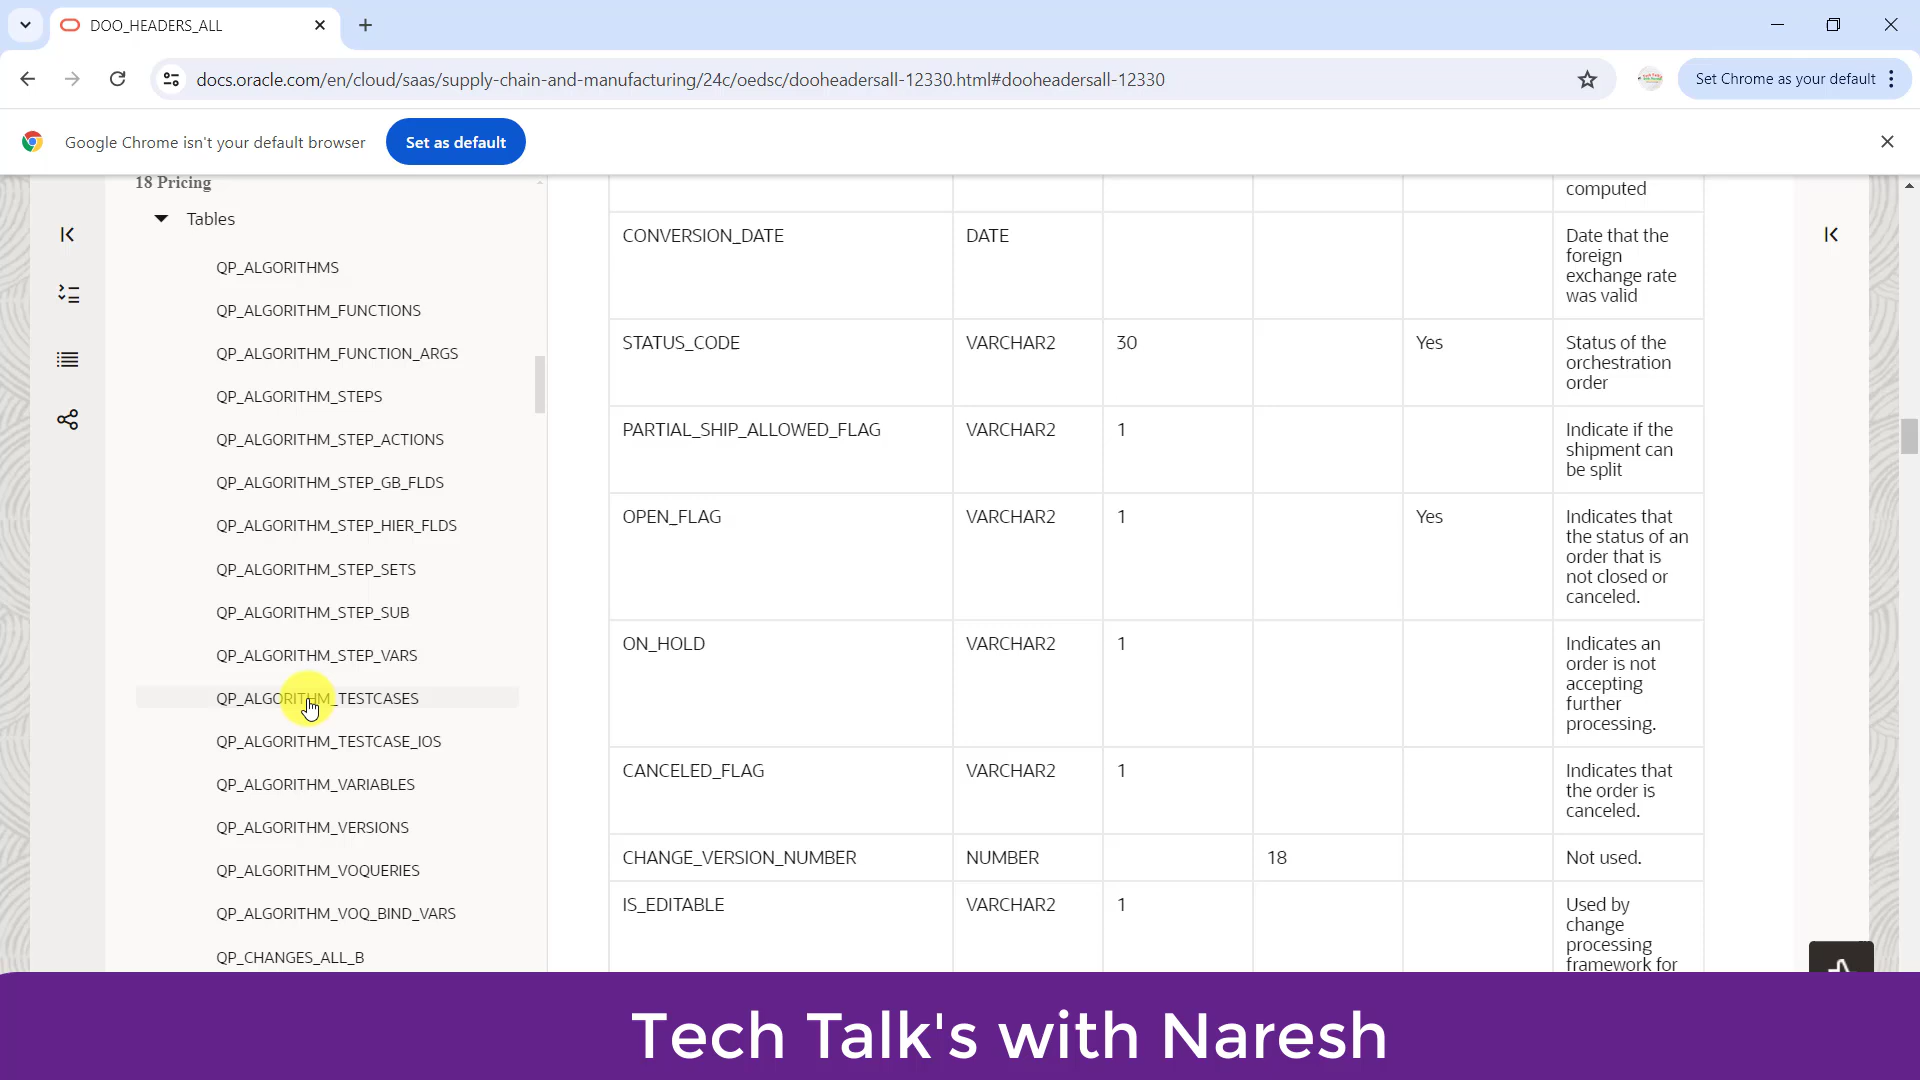 DOO_HEADERS_ALL
docs.oracle.com/en/cloud/saas/supply-chain-and-manufacturing/24c/oedsc/dooheadersall-12330.html#dooheadersall-12330
Set Chrome as your default
Google Chrome isn't your default browser
Set as default
18 Pricing
Tables
QP_ALGORITHMS
QP_ALGORITHM_FUNCTIONS
QP_ALGORITHM_FUNCTION_ARGS
QP_ALGORITHM_STEPS
QP_ALGORITHM_STEP_ACTIONS
QP_ALGORITHM_STEP_GB_FLDS
QP_ALGORITHM_STEP_HIER_FLDS
QP_ALGORITHM_STEP_SETS
QP_ALGORITHM_STEP_SUB
QP_ALGORITHM_STEP_VARS
QP_ALGORITHM_TESTCASES
QP_ALGORITHM_TESTCASE_IOS
QP_ALGORITHM_VARIABLES
QP_ALGORITHM_VERSIONS
QP_ALGORITHM_VOQUERIES
QP_ALGORITHM_VOQ_BIND_VARS
QP_CHANGES_ALL_B
computed
CONVERSION_DATE DATE Date that the
foreign
exchange rate
was valid
STATUS_CODE VARCHAR2 30 Yes Status of the
orchestration
order
PARTIAL_SHIP_ALLOWED_FLAG VARCHAR2 1 Indicate if the
shipment can
be split
OPEN_FLAG VARCHAR2 1 Yes Indicates that
the status of an
order that is
not closed or
canceled.
ON_HOLD VARCHAR2 1 Indicates an
order is not
accepting
further
processing.
CANCELED_FLAG VARCHAR2 1 Indicates that
the order is
canceled.
CHANGE_VERSION_NUMBER NUMBER 18 Not used.
IS_EDITABLE VARCHAR2 1 Used by
change
processing
framework for
Tech Talk's with Naresh